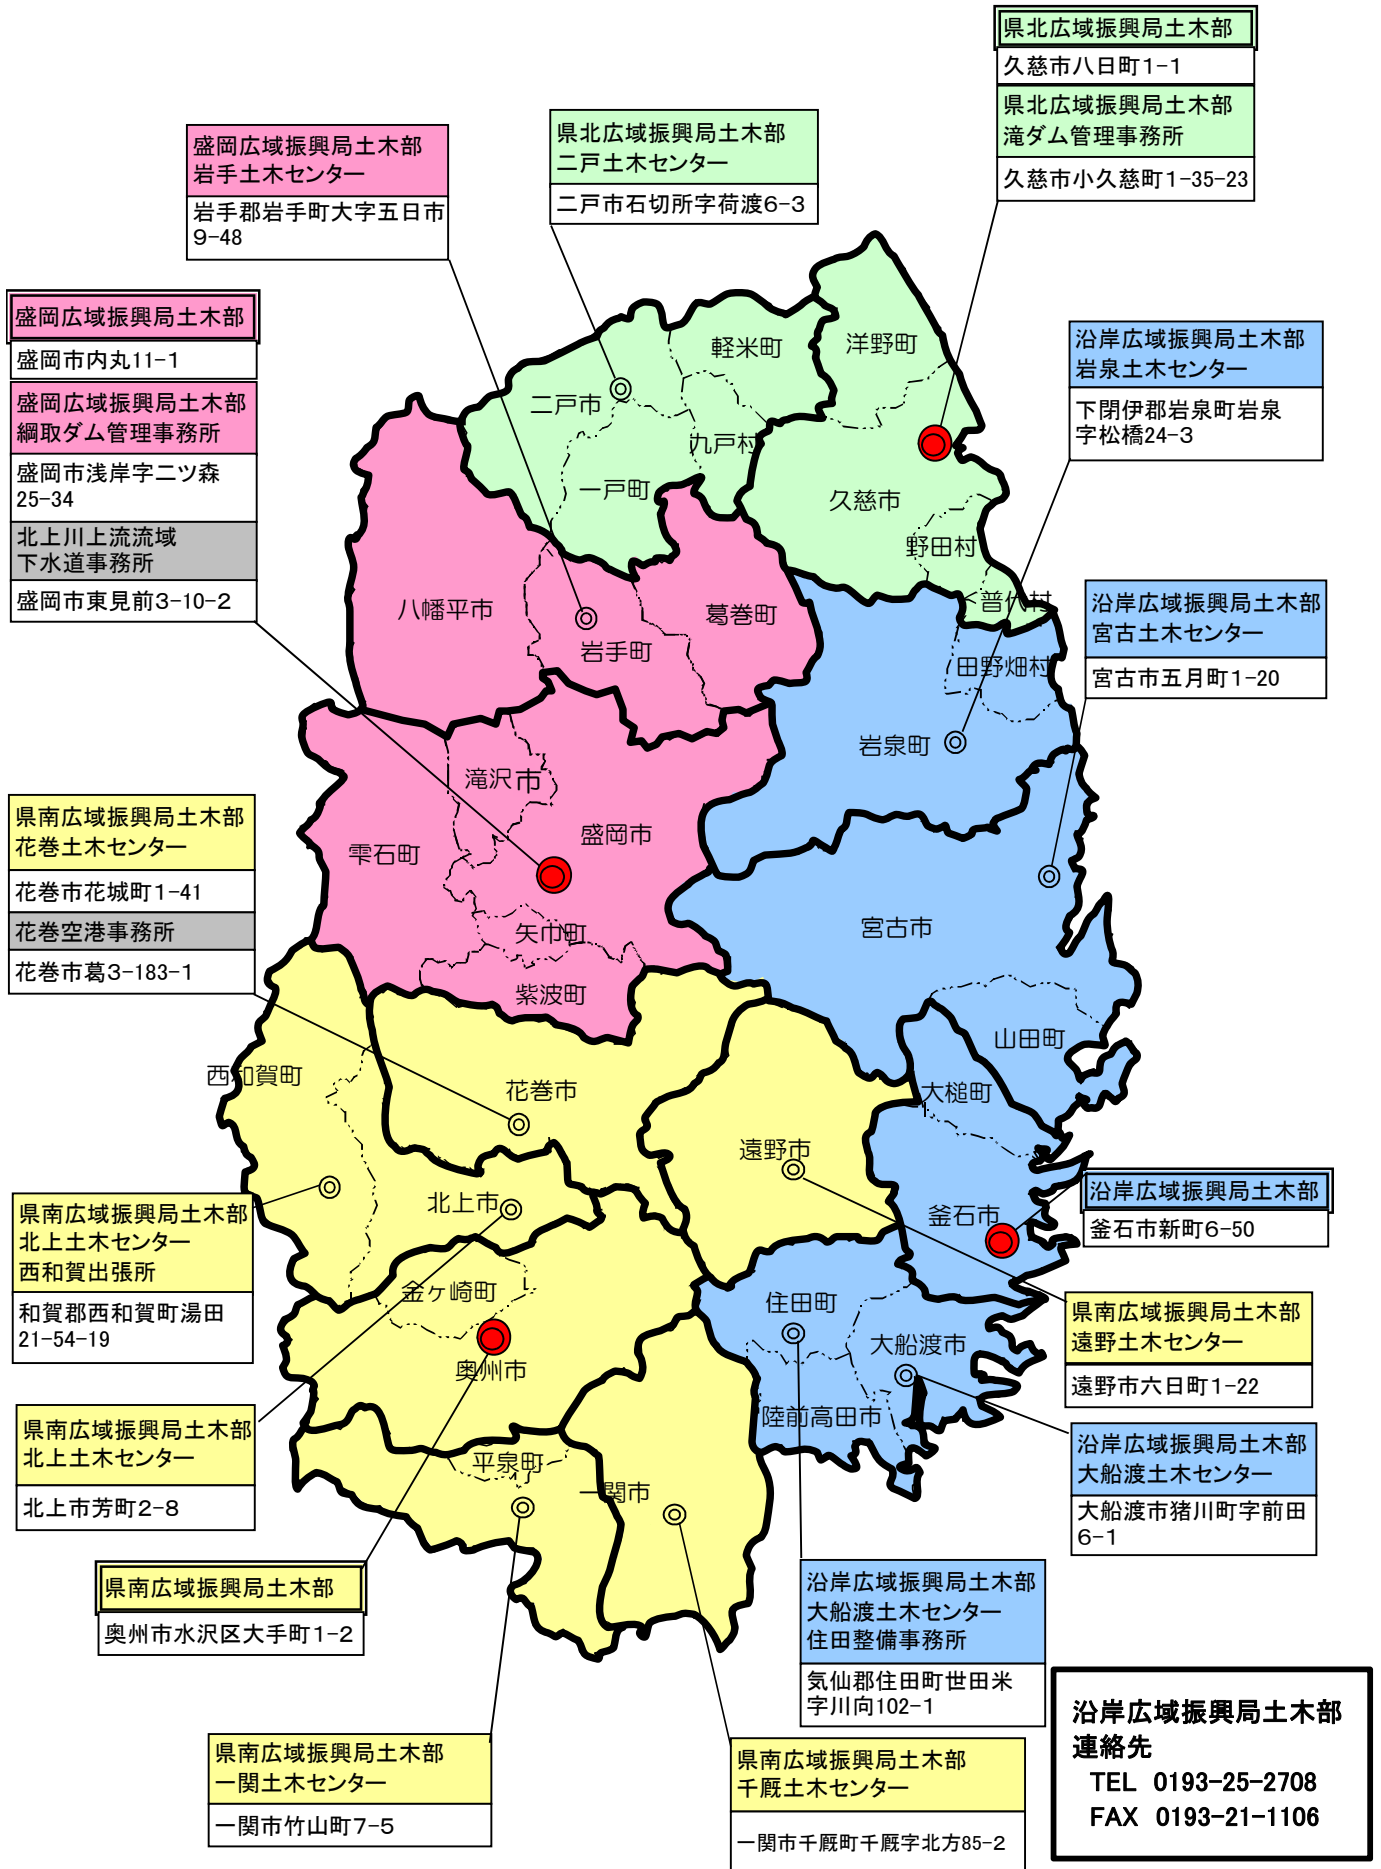 県北広域振興局土木部
久慈市八日町1-1
県北広域振興局土木部
滝ダム管理事務所
久慈市小久慈町1-35-23
県北広域振興局土木部
二戸土木センター
二戸市石切所字荷渡6-3
盛岡広域振興局土木部
岩手土木センター
岩手郡岩手町大字五日市
9-48
盛岡広域振興局土木部
盛岡市内丸11-1
盛岡広域振興局土木部
綱取ダム管理事務所
盛岡市浅岸字二ツ森
25-34
北上川上流流域
下水道事務所
盛岡市東見前3-10-2
沿岸広域振興局土木部
岩泉土木センター
下閉伊郡岩泉町岩泉
字松橋24-3
沿岸広域振興局土木部
宮古土木センター
宮古市五月町1-20
洋野町
軽米町
二戸市
九戸村
一戸町
久慈市
野田村
普代村
八幡平市
葛巻町
岩手町
田野畑村
岩泉町
滝沢市
盛岡市
雫石町
矢巾町
紫波町
宮古市
山田町
大槌町
西和賀町
花巻市
遠野市
北上市
釜石市
金ヶ崎町
住田町
大船渡市
奥州市
陸前高田市
平泉町
一関市
県南広域振興局土木部
花巻土木センター
花巻市花城町1-41
花巻空港事務所
花巻市葛3-183-1
県南広域振興局土木部
北上土木センター
西和賀出張所
和賀郡西和賀町湯田
21-54-19
沿岸広域振興局土木部
釜石市新町6-50
県南広域振興局土木部
遠野土木センター
遠野市六日町1-22
県南広域振興局土木部
北上土木センター
北上市芳町2-8
沿岸広域振興局土木部
大船渡土木センター
大船渡市猪川町字前田
6-1
県南広域振興局土木部
奥州市水沢区大手町1-2
沿岸広域振興局土木部
大船渡土木センター
住田整備事務所
気仙郡住田町世田米
字川向102-1
県南広域振興局土木部
一関土木センター
一関市竹山町7-5
県南広域振興局土木部
千厩土木センター
一関市千厩町千厩字北方85-2
沿岸広域振興局土木部
連絡先
TEL 0193-25-2708
FAX 0193-21-1106